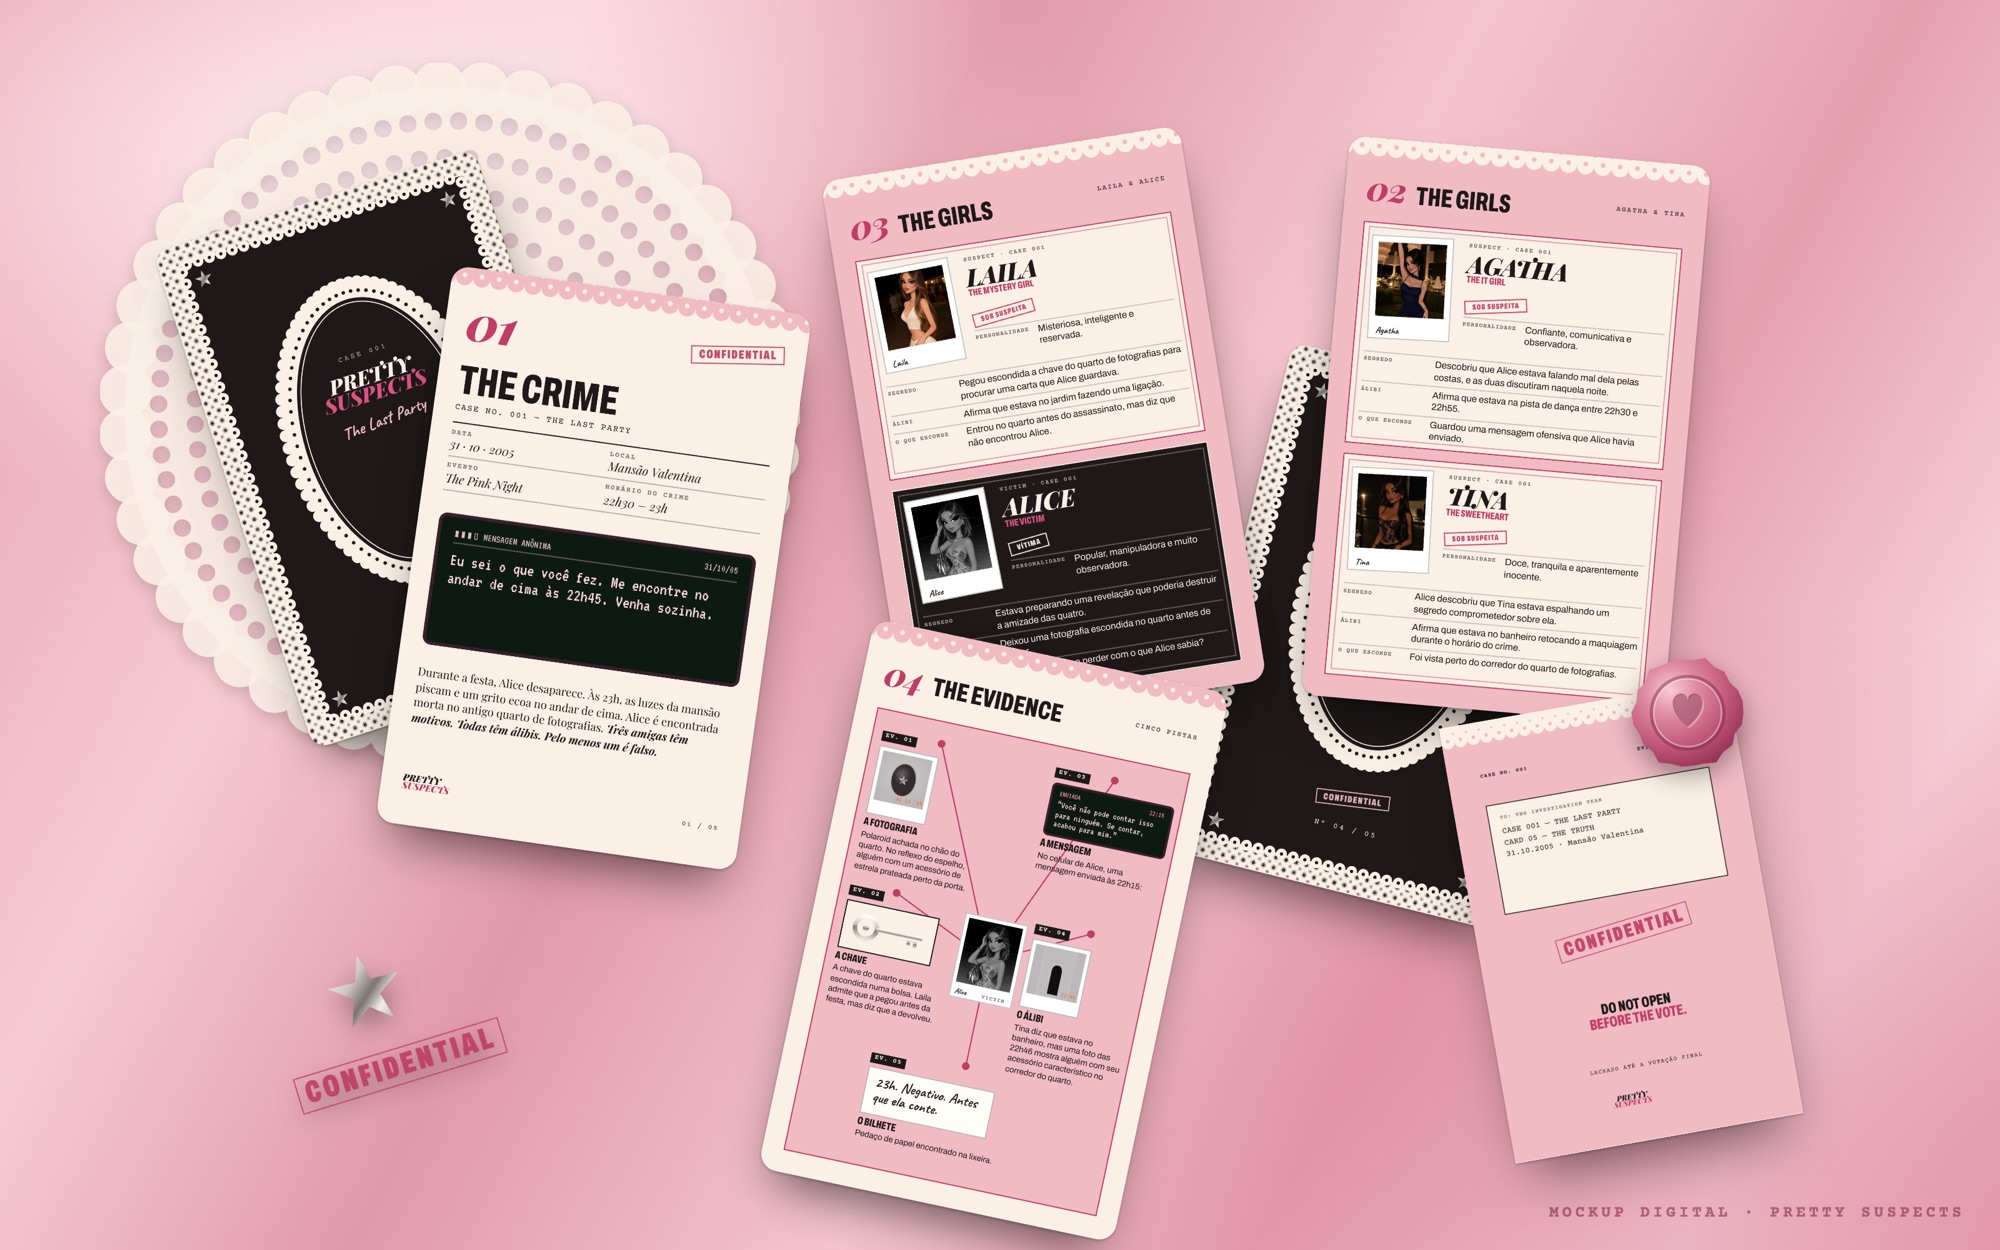 CASE 001
PRETTY
SUSPECTS
The Last Party
01
CONFIDENTIAL
THE CRIME
CASE NO. 001 — THE LAST PARTY
DATA
31 · 10 · 2005
LOCAL
Mansão Valentina
EVENTO
The Pink Night
HORÁRIO DO CRIME
22h30 — 23h
MENSAGEM ANÔNIMA
31/10/05
Eu sei o que você fez. Me encontre no
andar de cima às 22h45. Venha sozinha.
Durante a festa, Alice desaparece. Às 23h, as luzes da mansão
piscam e um grito ecoa no andar de cima. Alice é encontrada
morta no antigo quarto de fotografias. Três amigas têm
motivos. Todas têm álibis. Pelo menos um é falso.
PRETTY
SUSPECTS
01 / 05
CONFIDENTIAL
03 THE GIRLS
LAILA & ALICE
Laila
SUSPECT · CASE 001
LAILA
THE MYSTERY GIRL
SOB SUSPEITA
PERSONALIDADE
Misteriosa, inteligente e
reservada.
SEGREDO
Pegou escondida a chave do quarto de fotografias para
procurar uma carta que Alice guardava.
ÁLIBI
Afirma que estava no jardim fazendo uma ligação.
O QUE ESCONDE
Entrou no quarto antes do assassinato, mas diz que
não encontrou Alice.
Alice
VICTIM · CASE 001
ALICE
THE VICTIM
VÍTIMA
PERSONALIDADE
Popular, manipuladora e muito
observadora.
SEGREDO
Estava preparando uma revelação que poderia destruir
a amizade das quatro.
Deixou uma fotografia escondida no quarto antes de
perder com o que Alice sabia?
02 THE GIRLS
AGATHA & TINA
Agatha
SUSPECT · CASE 001
AGATHA
THE IT GIRL
SOB SUSPEITA
PERSONALIDADE
Confiante, comunicativa e
observadora.
SEGREDO
Descobriu que Alice estava falando mal dela pelas
costas, e as duas discutiram naquela noite.
ÁLIBI
Afirma que estava na pista de dança entre 22h30 e
22h55.
O QUE ESCONDE
Guardou uma mensagem ofensiva que Alice havia
enviado.
Tina
SUSPECT · CASE 001
TINA
THE SWEETHEART
SOB SUSPEITA
PERSONALIDADE
Doce, tranquila e aparentemente
inocente.
SEGREDO
Alice descobriu que Tina estava espalhando um
segredo comprometedor sobre ela.
ÁLIBI
Afirma que estava no banheiro retocando a maquiagem
durante o horário do crime.
O QUE ESCONDE
Foi vista perto do corredor do quarto de fotografias.
04 THE EVIDENCE
CINCO PISTAS
EV. 01
A FOTOGRAFIA
Polaroid achada no chão do
quarto. No reflexo do espelho,
alguém com um acessório de
estrela prateada perto da porta.
EV. 02
A CHAVE
A chave do quarto estava
escondida numa bolsa. Laila
admite que a pegou antes da
festa, mas diz que a devolveu.
EV. 03
ENVIADA
22:15
"Você não pode contar isso
para ninguém. Se contar,
acabou para mim."
A MENSAGEM
No celular de Alice, uma
mensagem enviada às 22h15:
Alice
VICTIM
EV. 04
O ÁLIBI
Tina diz que estava no
banheiro, mas uma foto das
22h46 mostra alguém com seu
acessório característico no
corredor do quarto.
EV. 05
23h. Negativo. Antes
que ela conte.
O BILHETE
Pedaço de papel encontrado na lixeira.
CONFIDENTIAL
Nº 04 / 05
CASE NO. 001
TO: THE INVESTIGATION TEAM
CASE 001 — THE LAST PARTY
CARD 05 — THE TRUTH
31.10.2005 · Mansão Valentina
CONFIDENTIAL
DO NOT OPEN
BEFORE THE VOTE.
LACRADO ATÉ A VOTAÇÃO FINAL
PRETTY
SUSPECTS
MOCKUP DIGITAL · PRETTY SUSPECTS